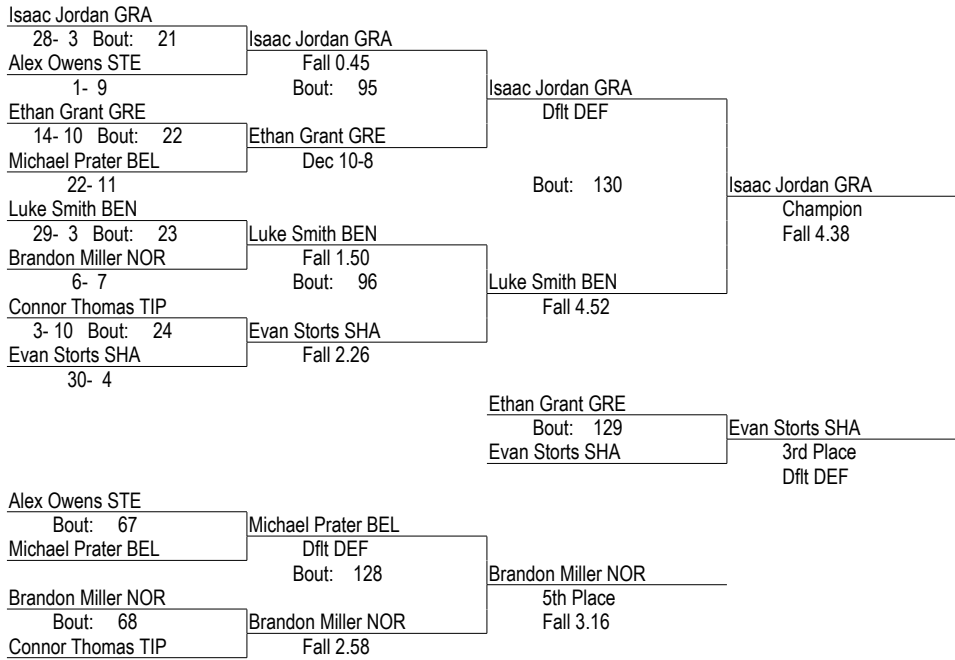 Isaac Jordan GRA
28- 3 Bout: 21
Isaac Jordan GRA
Alex Owens STE
Fall 0.45
1- 9
Bout: 95
Isaac Jordan GRA
Ethan Grant GRE
Dflt DEF
14- 10 Bout: 22
Ethan Grant GRE
Michael Prater BEL
Dec 10-8
22- 11
Bout: 130
Isaac Jordan GRA
Luke Smith BEN
Champion
29- 3 Bout: 23
Luke Smith BEN
Fall 4.38
Brandon Miller NOR
Fall 1.50
6- 7
Bout: 96
Luke Smith BEN
Connor Thomas TIP
Fall 4.52
3- 10 Bout: 24
Evan Storts SHA
Evan Storts SHA
Fall 2.26
30- 4
Ethan Grant GRE
Bout: 129
Evan Storts SHA
Evan Storts SHA
3rd Place
Dflt DEF
Alex Owens STE
Bout: 67
Michael Prater BEL
Michael Prater BEL
Dflt DEF
Bout: 128
Brandon Miller NOR
Brandon Miller NOR
5th Place
Bout: 68
Brandon Miller NOR
Fall 3.16
Connor Thomas TIP
Fall 2.58